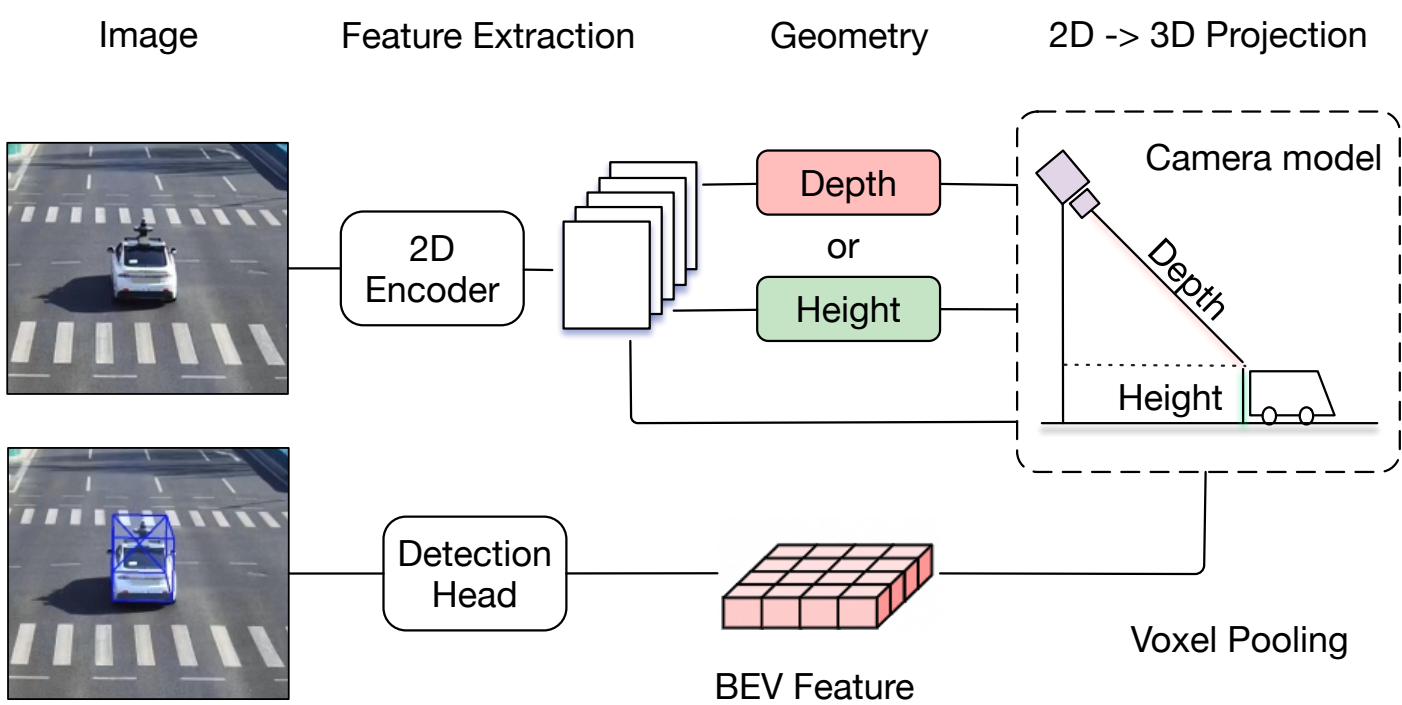 Image
Feature Extraction
Geometry
2D -> 3D Projection
2D
Encoder
Depth
or
Height
Camera model
Depth
Height
Detection
Head
BEV Feature
Voxel Pooling